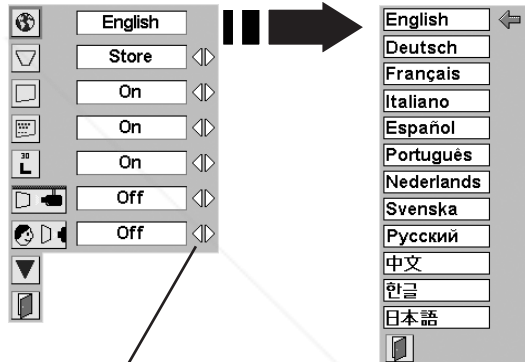 English
Store
On
On
30
L
On
Off
Off
English
Deutsch
Français
Italiano
Español
Português
Nederlands
Svenska
Русский
中文
한글
日本語